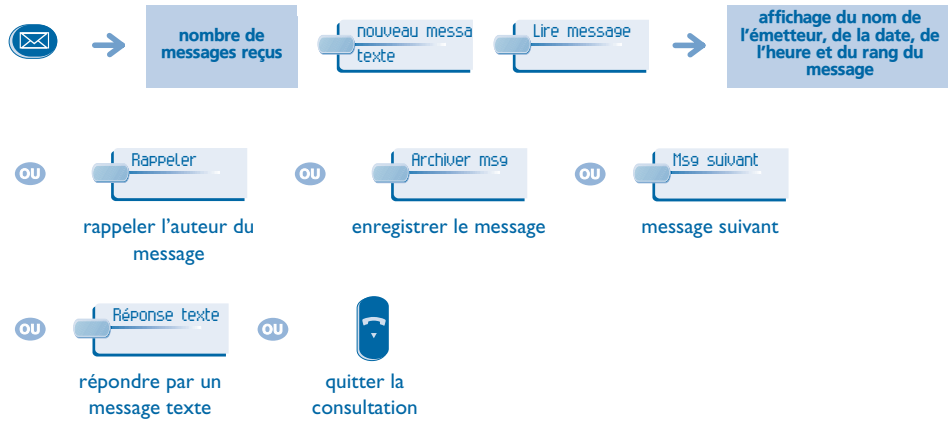 nombre de
messages reçus
nouveau messa
texte
Lire message
affichage du nom de
l'émetteur, de la date, de
l'heure et du rang du
message
OU
Rappeler
rappeler l'auteur du
message
OU
Archiver msg
enregistrer le message
OU
Msg suivant
message suivant
OU
Réponse texte
répondre par un
message texte
OU
quitter la
consultation